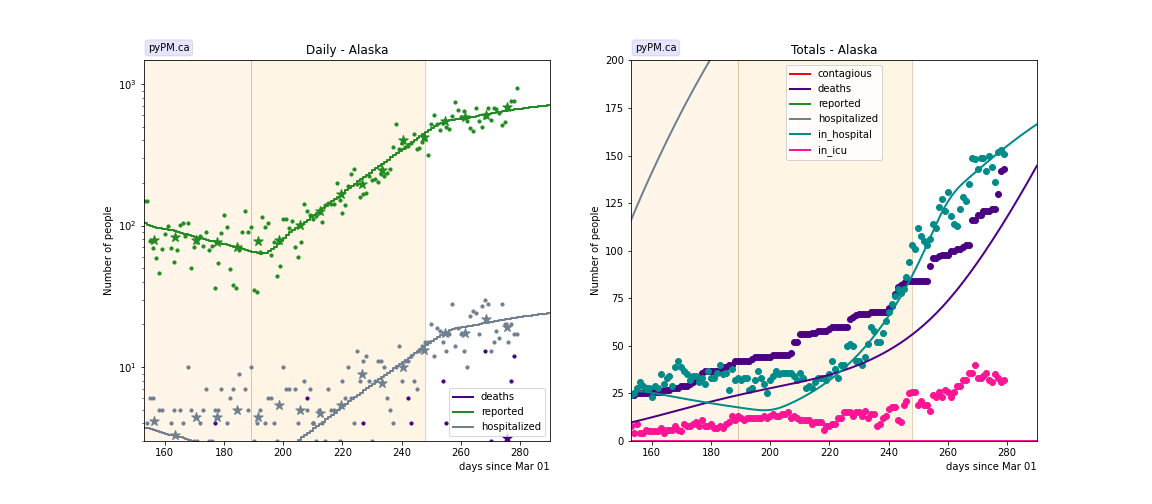 pyPM.ca
Daily - Alaska
Number of people
10³
10²
10¹
160 180 200 220 240 260 280
days since Mar 01
deaths
reported
hospitalized
pyPM.ca
Totals - Alaska
Number of people
200
175
150
125
100
75
50
25
0
160 180 200 220 240 260 280
days since Mar 01
contagious
deaths
reported
hospitalized
in_hospital
in_icu